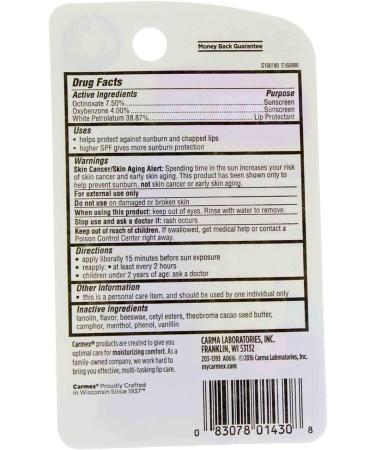 Money Back Guarantee
S160180 E160900
Drug Facts
Active Ingredients Purpose
Octinoxate 7.50% Sunscreen
Oxybenzone 4.00% Sunscreen
White Petrolatum 38.87% Lip Protectant
Uses
• helps protect against sunburn and chapped lips
• higher SPF gives more sunburn protection
Warnings
Skin Cancer/Skin Aging Alert: Spending time in the sun increases your risk
of skin cancer and early skin aging. This product has been shown only to
help prevent sunburn, not skin cancer or early skin aging.
For external use only
Do not use on damaged or broken skin
When using this product: keep out of eyes. Rinse with water to remove.
Stop use and ask a doctor if: rash occurs
Keep out of reach of children. If swallowed, get medical help or contact a
Poison Control Center right away.
Directions
• apply liberally 15 minutes before sun exposure
• reapply: • at least every 2 hours
• children under 2 years of age: ask a doctor
Other Information
• this is a personal care item, and should be used by one individual only
Inactive Ingredients
lanolin, flavor, beeswax, cetyl esters, theobroma cacao seed butter,
camphor, menthol, phenol, vanillin
Carmex® products are created to give you
optimal care for moisturizing comfort. As a
family-owned company, we work hard to
bring you effective, multi-tasking lip care.
Carmex® Proudly Crafted
in Wisconsin Since 1937™
CARMA LABORATORIES, INC.
FRANKLIN, WI 53132
203-1393 A0616 ©2016 Carma Laboratories, Inc.
mycarmex.com
0 83078 01430 8